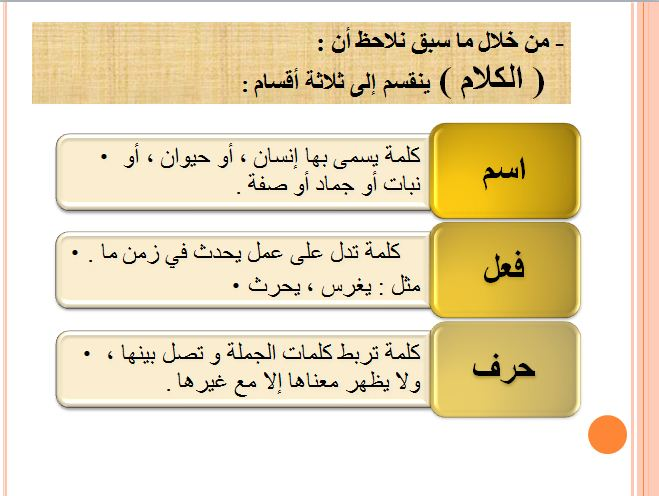 - من خلال ما سبق نلاحظ أن :
( الكلام ) ينقسم إلى ثلاثة أقسام :
اسم
• كلمة يسمى بها إنسان ، أو حيوان ، أو
نبات أو جماد أو صفة .
فعل
• كلمة تدل على عمل يحدث في زمن ما .
مثل : يغرس ، يحرث •
حرف
• كلمة تربط كلمات الجملة و تصل بينها ،
ولا يظهر معناها إلا مع غيرها .